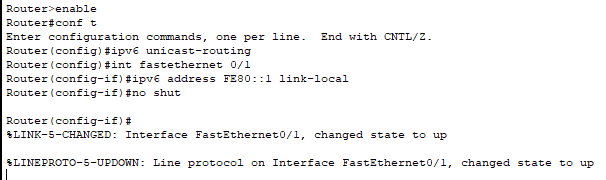 Router>enable
Router#conf t
Enter configuration commands, one per line.  End with CNTL/Z.
Router(config)#ipv6 unicast-routing
Router(config)#int fastethernet 0/1
Router(config-if)#ipv6 address FE80::1 link-local
Router(config-if)#no shut
Router(config-if)#
%LINK-5-CHANGED: Interface FastEthernet0/1, changed state to up
%LINEPROTO-5-UPDOWN: Line protocol on Interface FastEthernet0/1, changed state to up